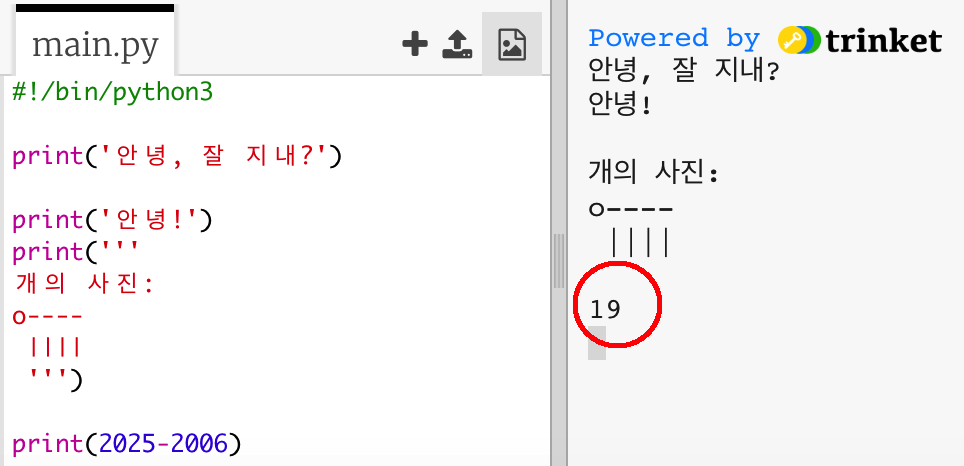 main.py
#!/bin/python3
print('안녕, 잘 지내?')
print('안녕!')
print('''
개의 사진:
o----
 ||||
 ''')
print(2025-2006)
Powered by trinket
안녕, 잘 지내?
안녕!
개의 사진:
o----
 ||||
19